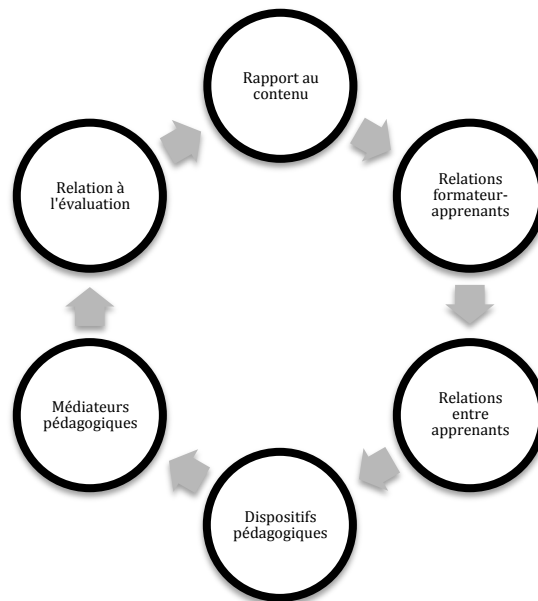 Rapport au
contenu
Relations
formateur-
apprenants
Relations
entre
apprenants
Dispositifs
pédagogiques
Médiateurs
pédagogiques
Relation à
l'évaluation